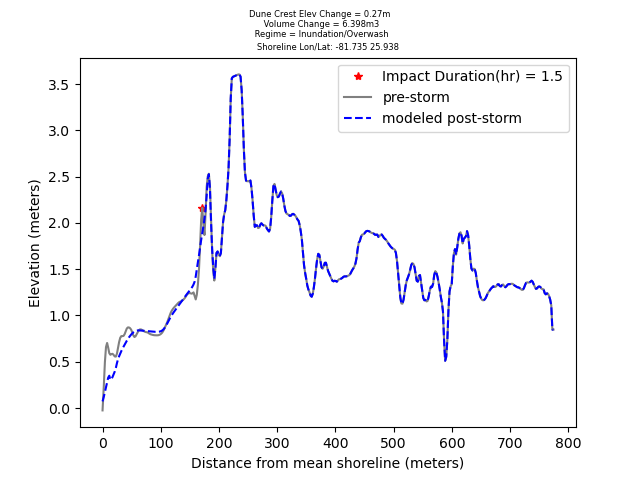 Dune Crest Elev Change = 0.27m
Volume Change = 6.398m3
Regime = Inundation/Overwash
Shoreline Lon/Lat: -81.735 25.938
Impact Duration(hr) = 1.5
pre-storm
modeled post-storm
3.5
3.0
2.5
2.0
1.5
1.0
0.5
0.0
Elevation (meters)
0 100 200 300 400 500 600 700 800
Distance from mean shoreline (meters)